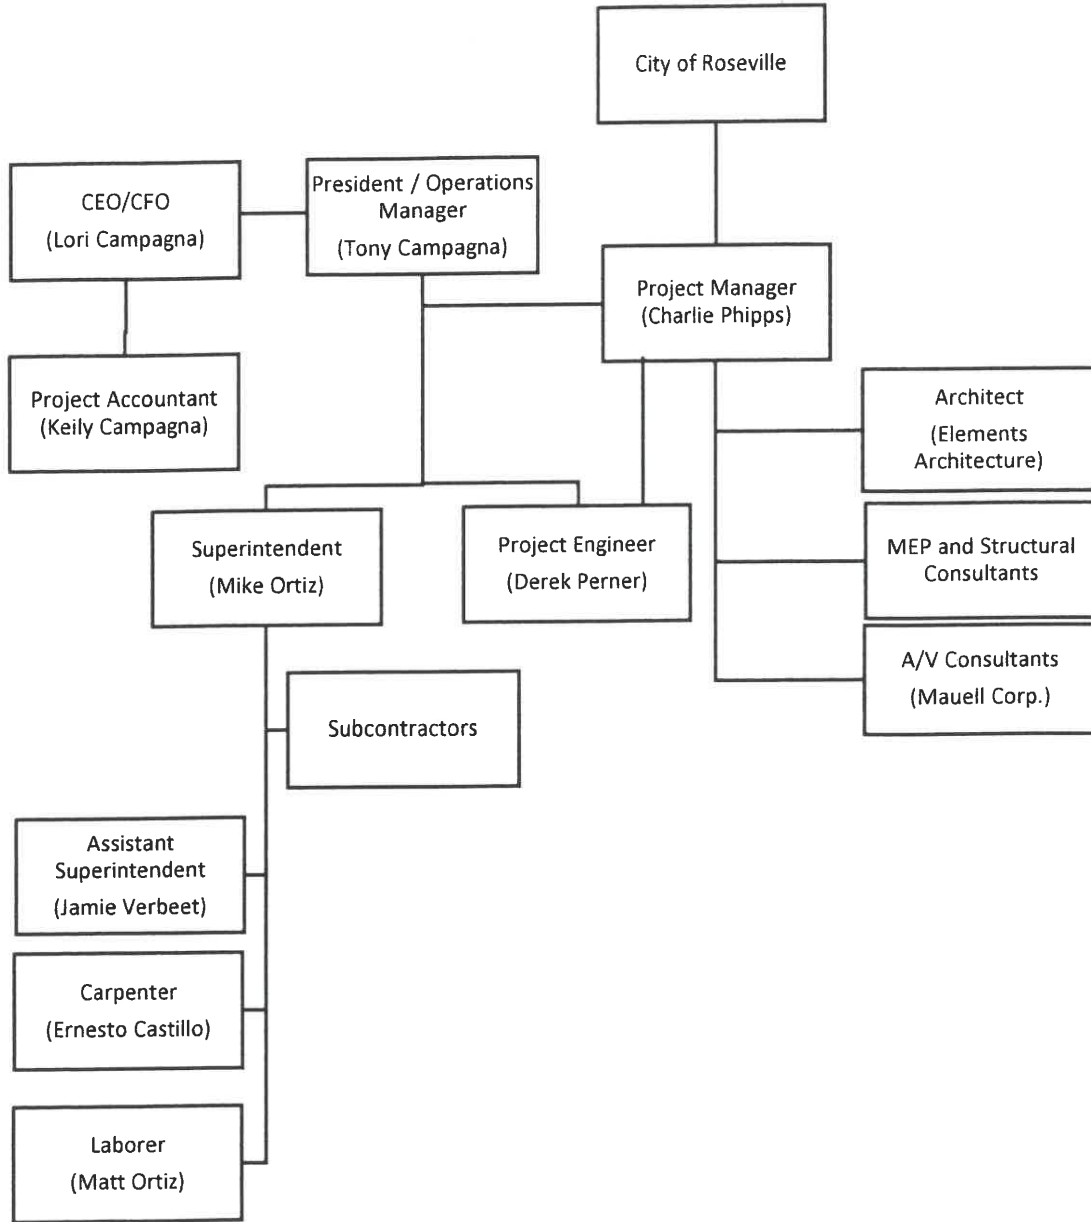 City of Roseville
CEO/CFO
(Lori Campagna)
President / Operations
Manager
(Tony Campagna)
Project Manager
(Charlie Phipps)
Project Accountant
(Keily Campagna)
Architect
(Elements
Architecture)
Superintendent
(Mike Ortiz)
Project Engineer
(Derek Perner)
MEP and Structural
Consultants
A/V Consultants
(Mauell Corp.)
Subcontractors
Assistant
Superintendent
(Jamie Verbeet)
Carpenter
(Ernesto Castillo)
Laborer
(Matt Ortiz)